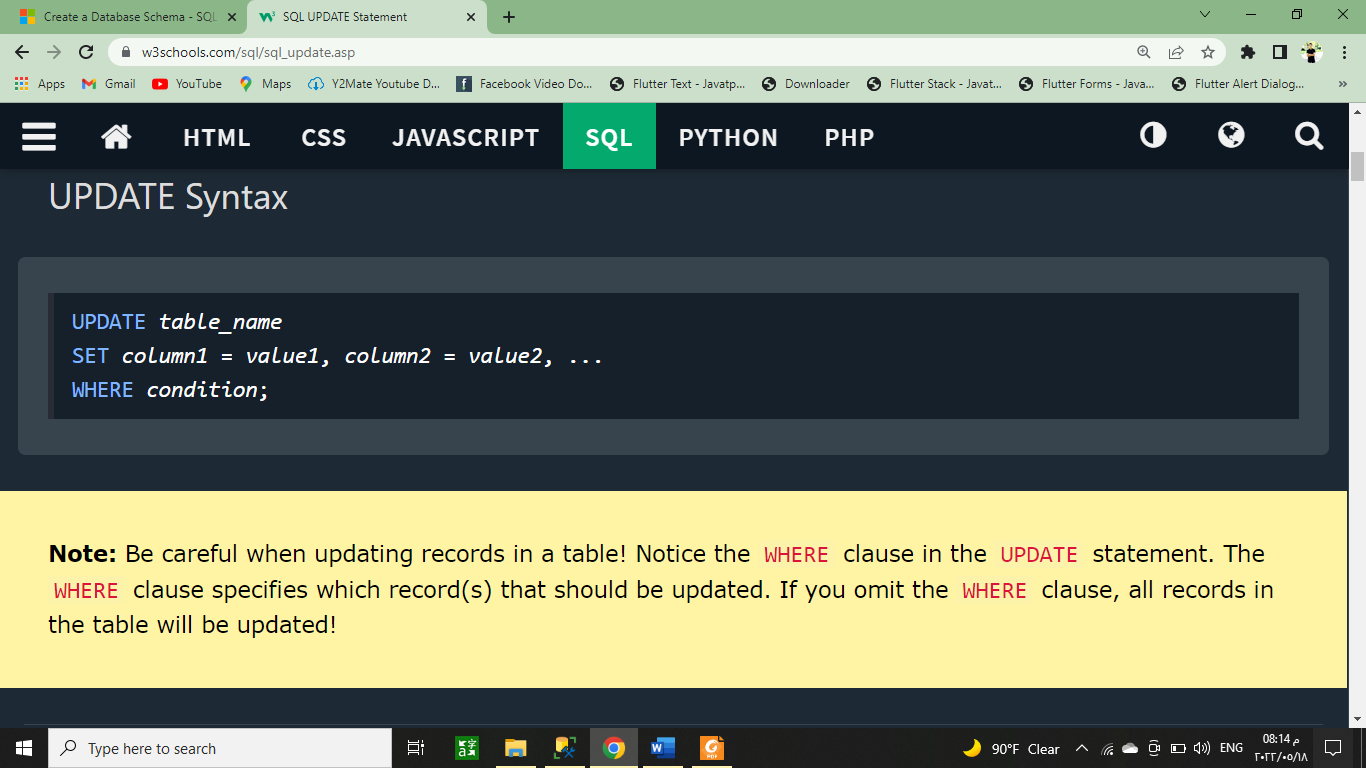 Create a Database Schema - SQL
SQL UPDATE Statement
w3schools.com/sql/sql_update.asp
Apps
Gmail
YouTube
Maps
Y2Mate Youtube D...
Facebook Video Do...
Flutter Text - Javatp...
Downloader
Flutter Stack - Javat...
Flutter Forms - Java...
Flutter Alert Dialog...
HTML
CSS
JAVASCRIPT
SQL
PYTHON
PHP
UPDATE Syntax
UPDATE table_name
SET column1 = value1, column2 = value2, ...
WHERE condition;
Note: Be careful when updating records in a table! Notice the WHERE clause in the UPDATE statement. The
WHERE clause specifies which record(s) that should be updated. If you omit the WHERE clause, all records in
the table will be updated!
Type here to search
90°F Clear
ENG
08:14 م
٢٠٢٢/٠٥/١٨